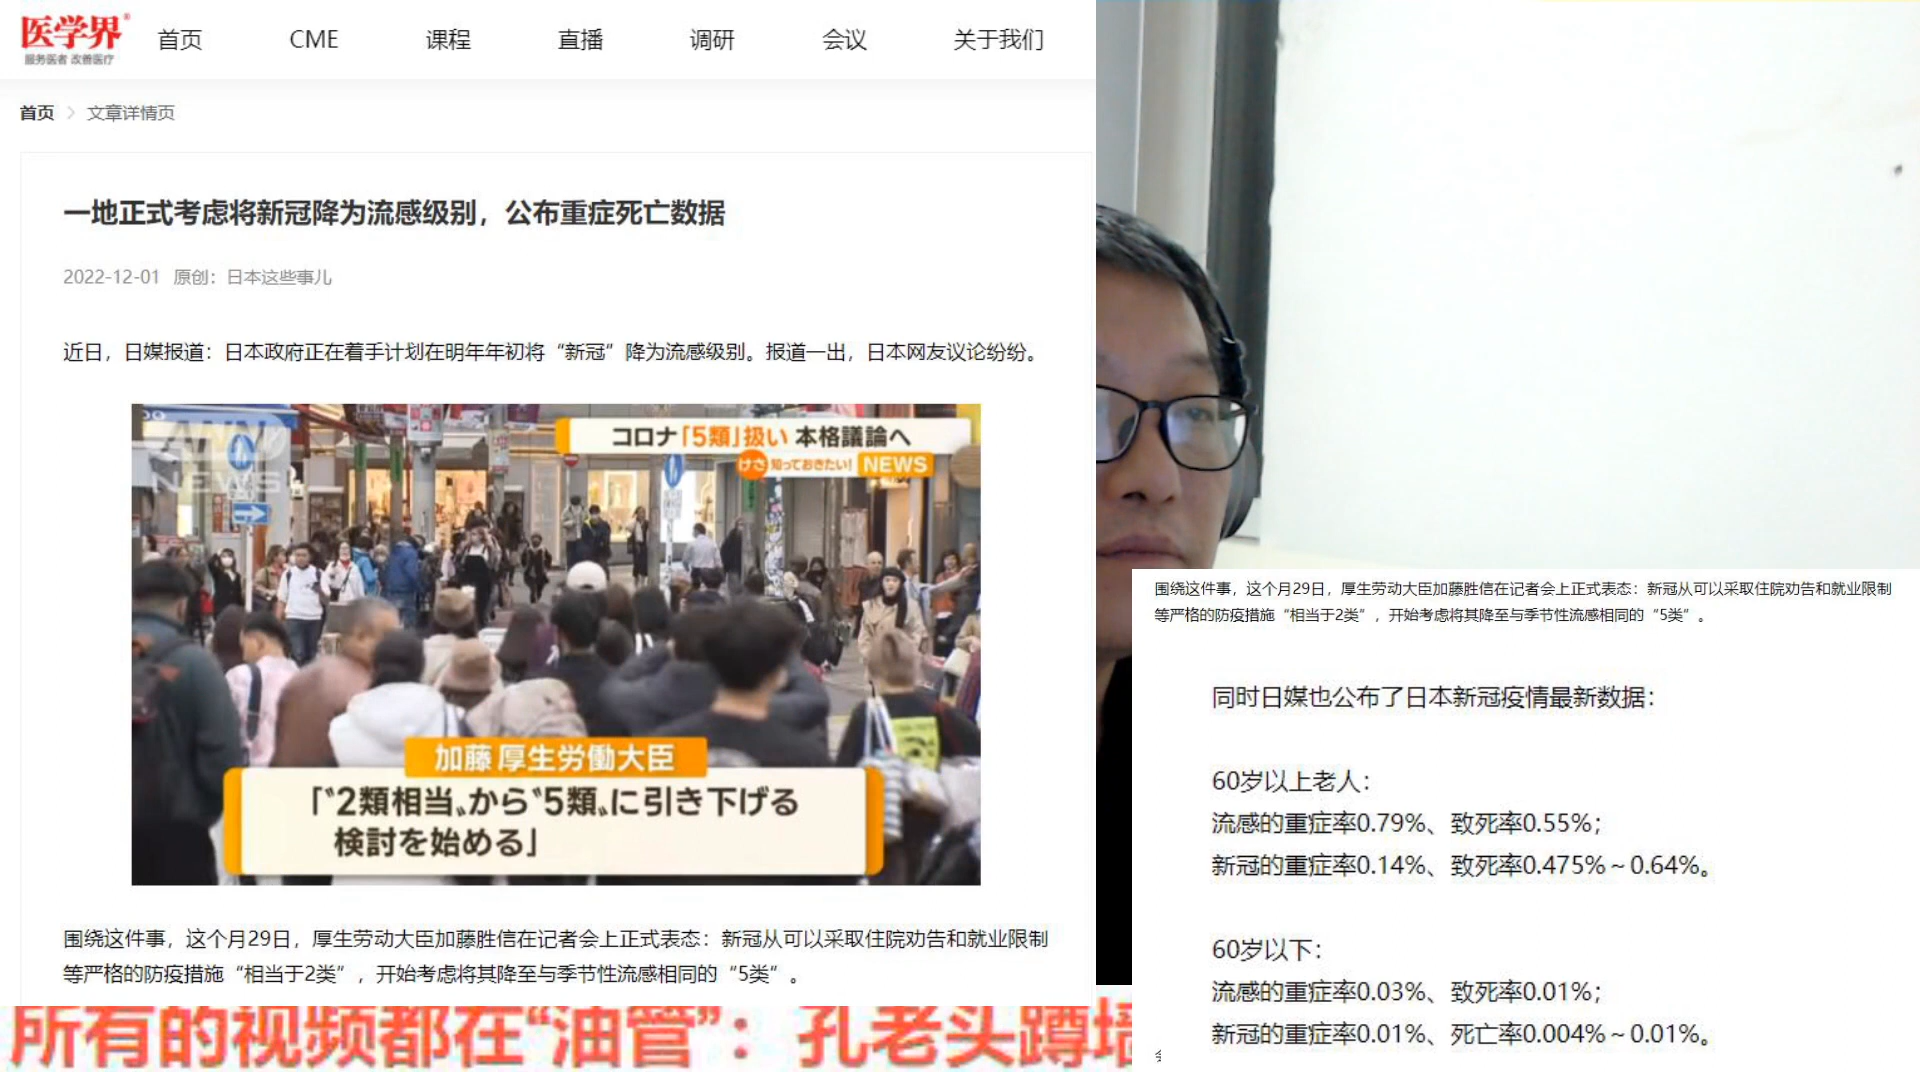 医学界®
服务医者 改善医疗
首页 CME 课程 直播 调研 会议 关于我们
首页 > 文章详情页
一地正式考虑将新冠降为流感级别，公布重症死亡数据
2022-12-01 原创：日本这些事儿
近日，日媒报道：日本政府正在着手计划在明年年初将“新冠”降为流感级别。报道一出，日本网友议论纷纷。
ANN
NEWS
コロナ「5類」扱い 本格議論へ
けさ 知っておきたい! NEWS
加藤 厚生労働大臣
「〝2類相当〟から〝5類〟に引き下げる
検討を始める」
围绕这件事，这个月29日，厚生劳动大臣加藤胜信在记者会上正式表态：新冠从可以采取住院劝告和就业限制
等严格的防疫措施“相当于2类”，开始考虑将其降至与季节性流感相同的“5类”。
所有的视频都在“油管”：孔老头蹲墙
围绕这件事，这个月29日，厚生劳动大臣加藤胜信在记者会上正式表态：新冠从可以采取住院劝告和就业限制
等严格的防疫措施“相当于2类”，开始考虑将其降至与季节性流感相同的“5类”。
同时日媒也公布了日本新冠疫情最新数据：
60岁以上老人：
流感的重症率0.79%、致死率0.55%；
新冠的重症率0.14%、致死率0.475%～0.64%。
60岁以下：
流感的重症率0.03%、致死率0.01%；
新冠的重症率0.01%、死亡率0.004%～0.01%。